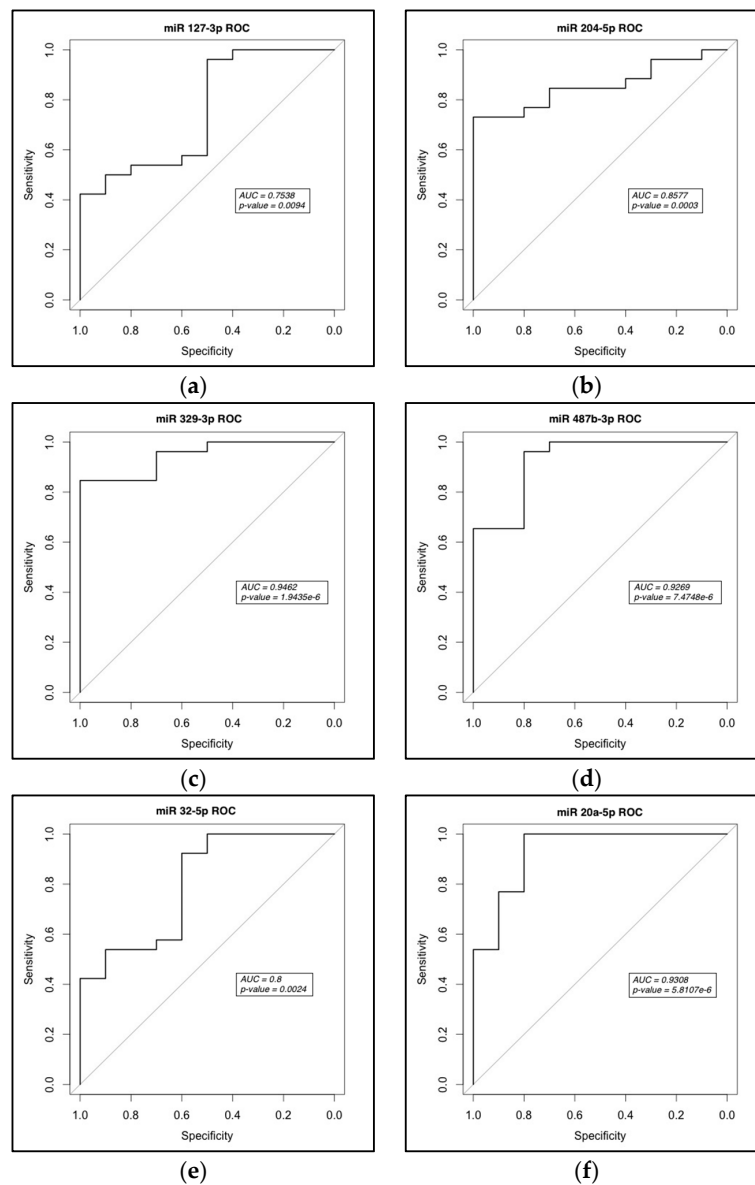 miR 127-3p ROC
Sensitivity
1.0
0.8
0.6
0.4
0.2
0.0
AUC = 0.7538
p-value = 0.0094
1.0 0.8 0.6 0.4 0.2 0.0
Specificity
(a)
miR 204-5p ROC
Sensitivity
1.0
0.8
0.6
0.4
0.2
0.0
AUC = 0.8577
p-value = 0.0003
1.0 0.8 0.6 0.4 0.2 0.0
Specificity
(b)
miR 329-3p ROC
Sensitivity
1.0
0.8
0.6
0.4
0.2
0.0
AUC = 0.9462
p-value = 1.9435e-6
1.0 0.8 0.6 0.4 0.2 0.0
Specificity
(c)
miR 487b-3p ROC
Sensitivity
1.0
0.8
0.6
0.4
0.2
0.0
AUC = 0.9269
p-value = 7.4748e-6
1.0 0.8 0.6 0.4 0.2 0.0
Specificity
(d)
miR 32-5p ROC
Sensitivity
1.0
0.8
0.6
0.4
0.2
0.0
AUC = 0.8
p-value = 0.0024
1.0 0.8 0.6 0.4 0.2 0.0
Specificity
(e)
miR 20a-5p ROC
Sensitivity
1.0
0.8
0.6
0.4
0.2
0.0
AUC = 0.9308
p-value = 5.8107e-6
1.0 0.8 0.6 0.4 0.2 0.0
Specificity
(f)